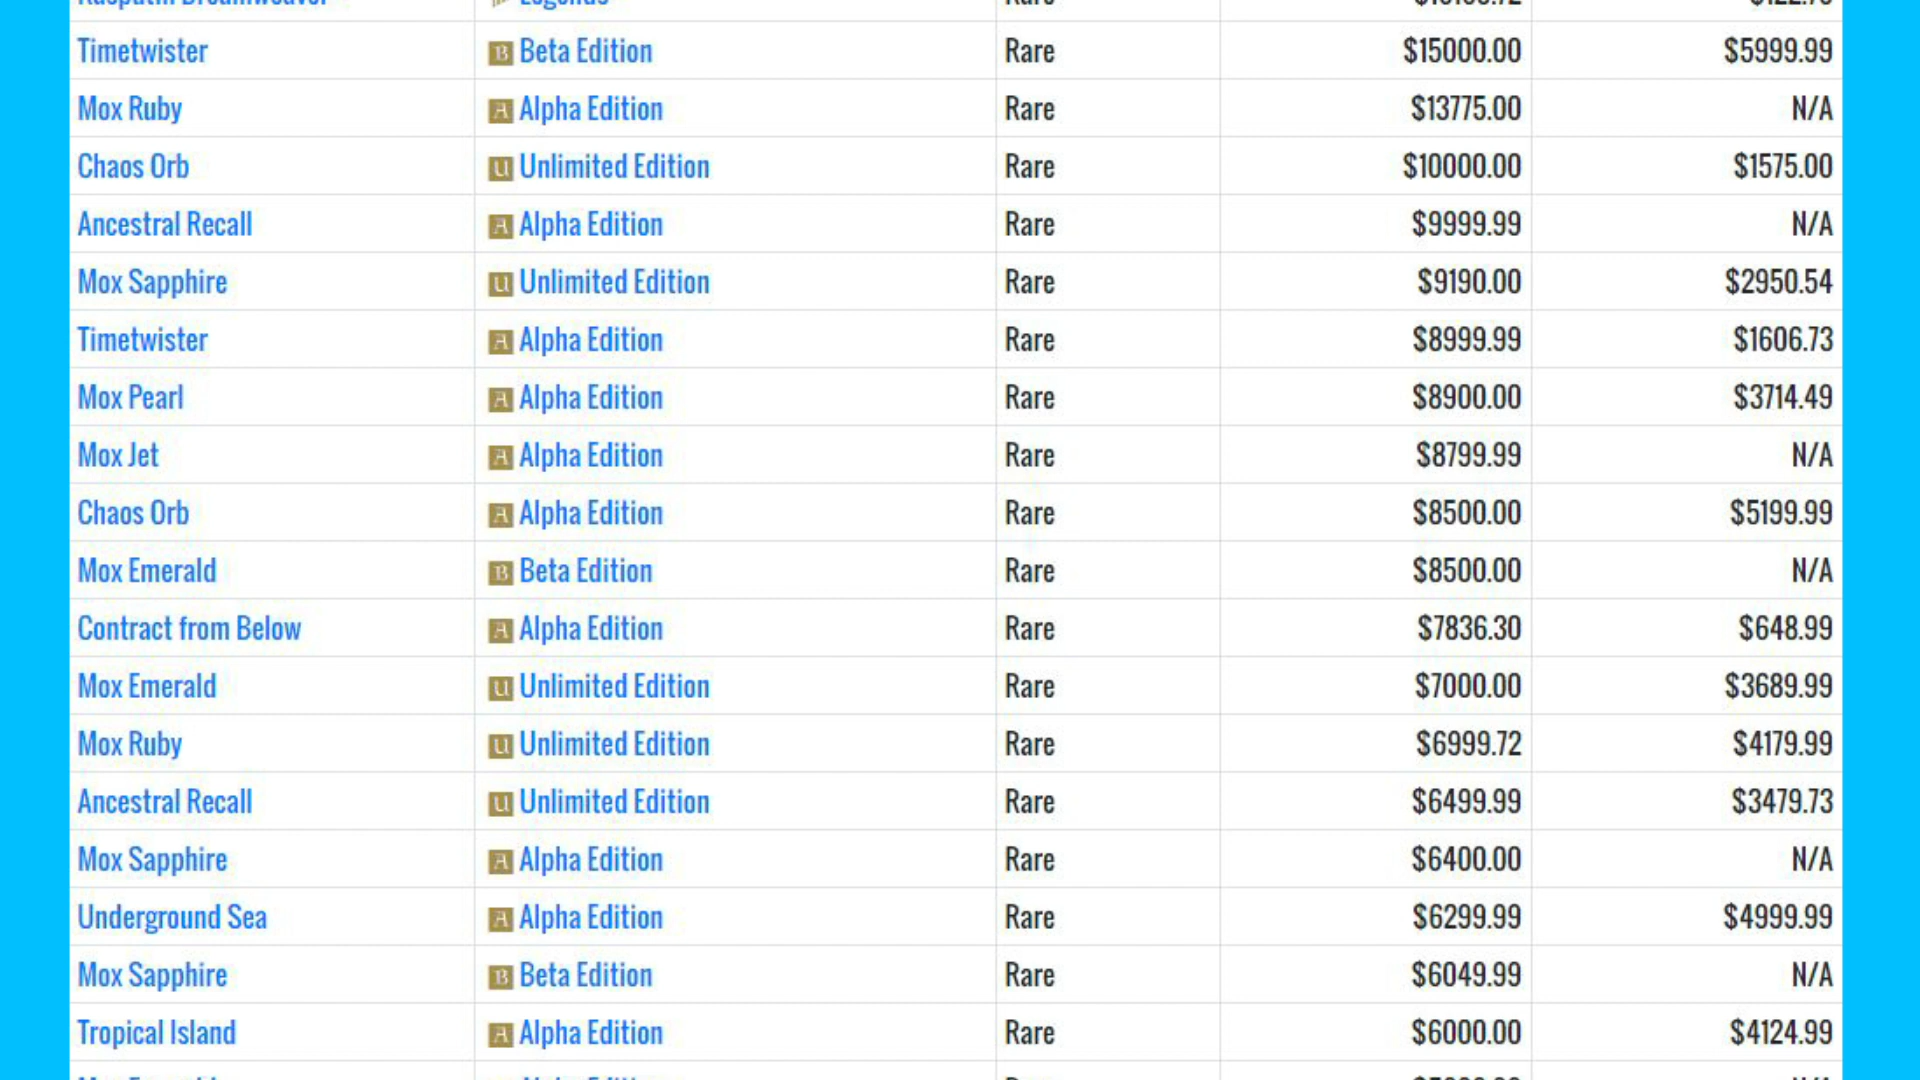 Rasputin Dreamweaver Legends Rare
Timetwister B Beta Edition Rare $15000.00 $5999.99
Mox Ruby A Alpha Edition Rare $13775.00 N/A
Chaos Orb U Unlimited Edition Rare $10000.00 $1575.00
Ancestral Recall A Alpha Edition Rare $9999.99 N/A
Mox Sapphire U Unlimited Edition Rare $9190.00 $2950.54
Timetwister A Alpha Edition Rare $8999.99 $1606.73
Mox Pearl A Alpha Edition Rare $8900.00 $3714.49
Mox Jet A Alpha Edition Rare $8799.99 N/A
Chaos Orb A Alpha Edition Rare $8500.00 $5199.99
Mox Emerald B Beta Edition Rare $8500.00 N/A
Contract from Below A Alpha Edition Rare $7836.30 $648.99
Mox Emerald U Unlimited Edition Rare $7000.00 $3689.99
Mox Ruby U Unlimited Edition Rare $6999.72 $4179.99
Ancestral Recall U Unlimited Edition Rare $6499.99 $3479.73
Mox Sapphire A Alpha Edition Rare $6400.00 N/A
Underground Sea A Alpha Edition Rare $6299.99 $4999.99
Mox Sapphire B Beta Edition Rare $6049.99 N/A
Tropical Island A Alpha Edition Rare $6000.00 $4124.99